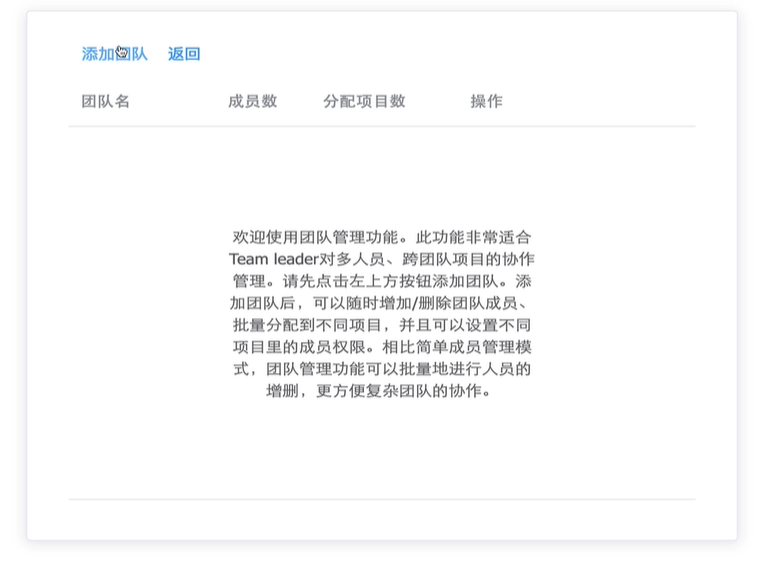 添加团队 返回
团队名 成员数 分配项目数 操作
欢迎使用团队管理功能。此功能非常适合
Team leader对多人员、跨团队项目的协作
管理。请先点击左上方按钮添加团队。添
加团队后，可以随时增加/删除团队成员、
批量分配到不同项目，并且可以设置不同
项目里的成员权限。相比简单成员管理模
式，团队管理功能可以批量地进行人员的
增删，更方便复杂团队的协作。